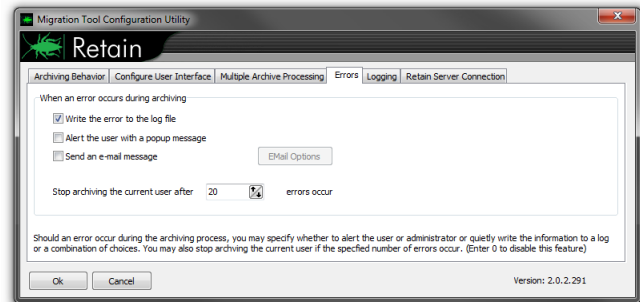 Migration Tool Configuration Utility
Retain
Archiving Behavior Configure User Interface Multiple Archive Processing Errors Logging Retain Server Connection
When an error occurs during archiving
Write the error to the log file
Alert the user with a popup message
Send an e-mail message EMail Options
Stop archiving the current user after 20 errors occur
Should an error occur during the archiving process, you may specify whether to alert the user or administrator or quietly write the information to a log
or a combination of choices. You may also stop archving the current user if the specfied number of errors occur. (Enter 0 to disable this feature)
Ok Cancel Version: 2.0.2.291